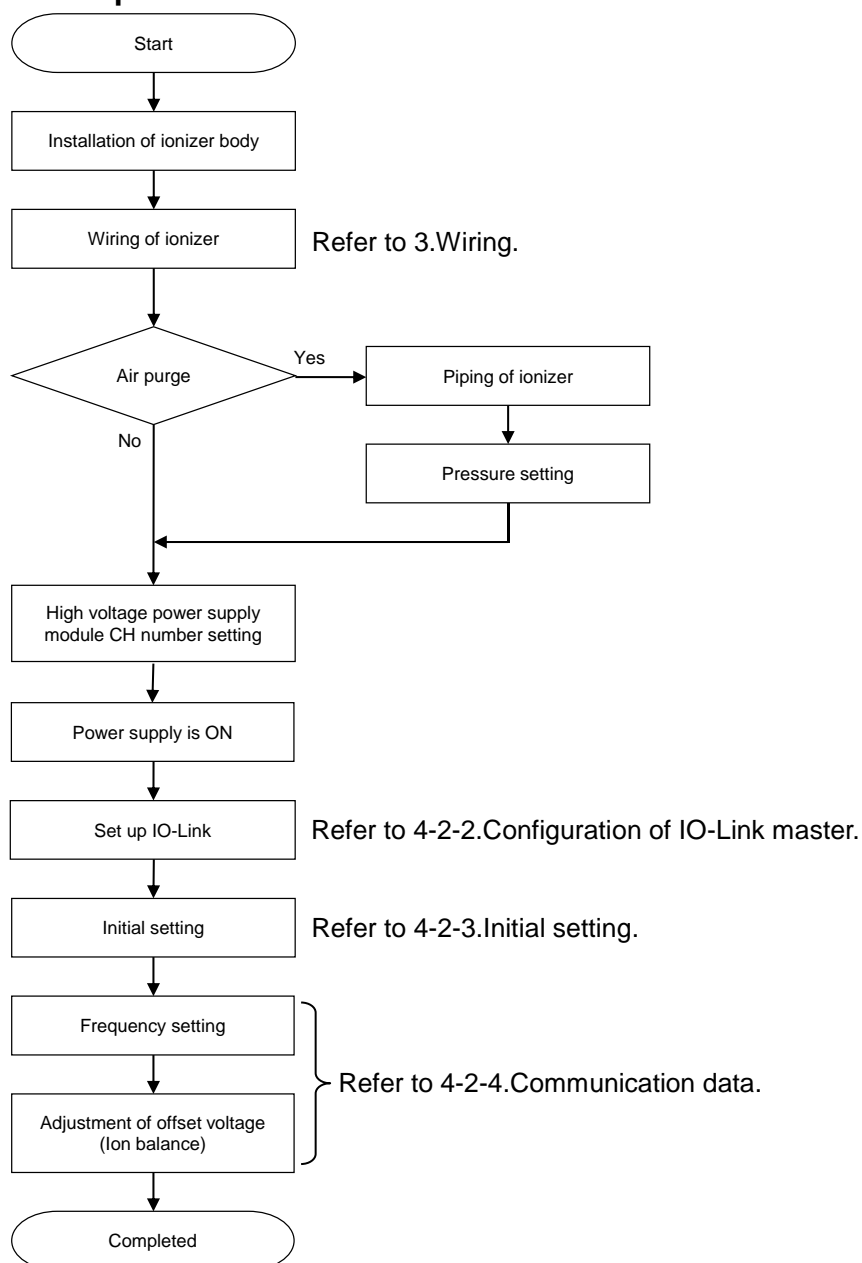 Start
Installation of ionizer body
Wiring of ionizer
Refer to 3.Wiring.
Air purge
Yes
Piping of ionizer
No
Pressure setting
High voltage power supply
module CH number setting
Power supply is ON
Set up IO-Link
Refer to 4-2-2.Configuration of IO-Link master.
Initial setting
Refer to 4-2-3.Initial setting.
Frequency setting
Refer to 4-2-4.Communication data.
Adjustment of offset voltage
(Ion balance)
Completed